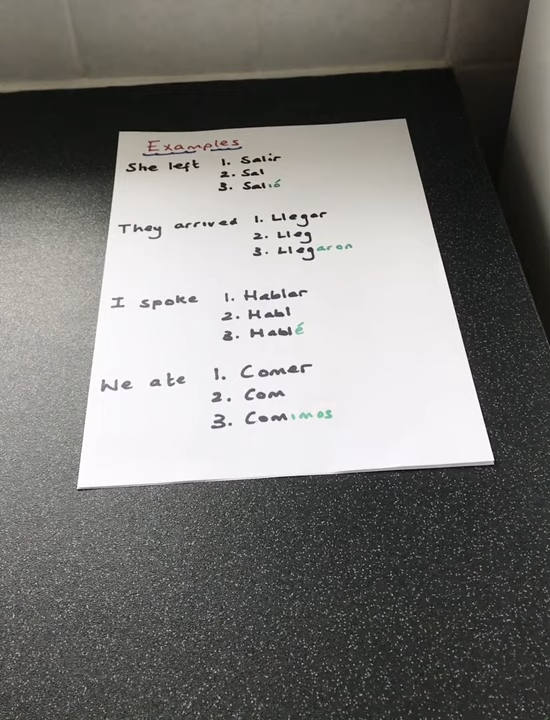 Examples
She left 1. Salir
2. Sal
3. Salió
They arrived 1. Llegar
2. Lleg
3. Llegaron
I spoke 1. Hablar
2. Habl
3. Hablé
We ate 1. Comer
2. Com
3. Comimos